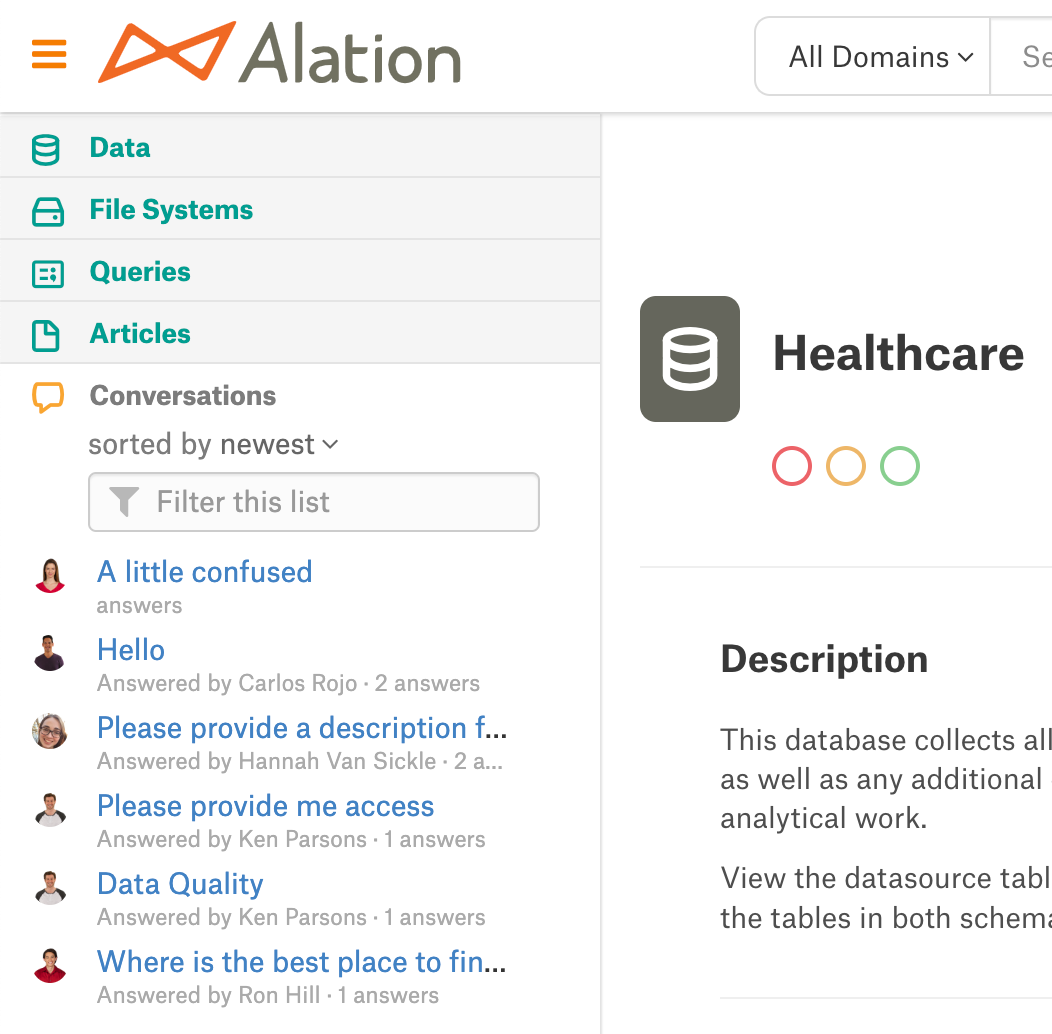 Alation
All Domains
Se
Data
File Systems
Queries
Articles
Conversations
sorted by newest
Filter this list
A little confused
answers
Hello
Answered by Carlos Rojo · 2 answers
Please provide a description f...
Answered by Hannah Van Sickle · 2 a...
Please provide me access
Answered by Ken Parsons · 1 answers
Data Quality
Answered by Ken Parsons · 1 answers
Where is the best place to fin...
Answered by Ron Hill · 1 answers
Healthcare
Description
This database collects all
as well as any additional
analytical work.
View the datasource tabl
the tables in both schema